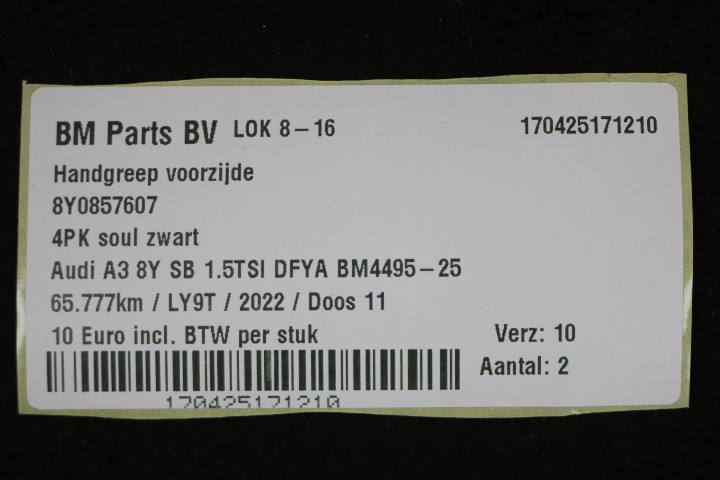 BM Parts BV LOK 8-16 170425171210
Handgreep voorzijde
8Y0857607
4PK soul zwart
Audi A3 8Y SB 1.5TSI DFYA BM4495-25
65.777km / LY9T / 2022 / Doos 11
10 Euro incl. BTW per stuk Verz: 10
Aantal: 2
170425171210